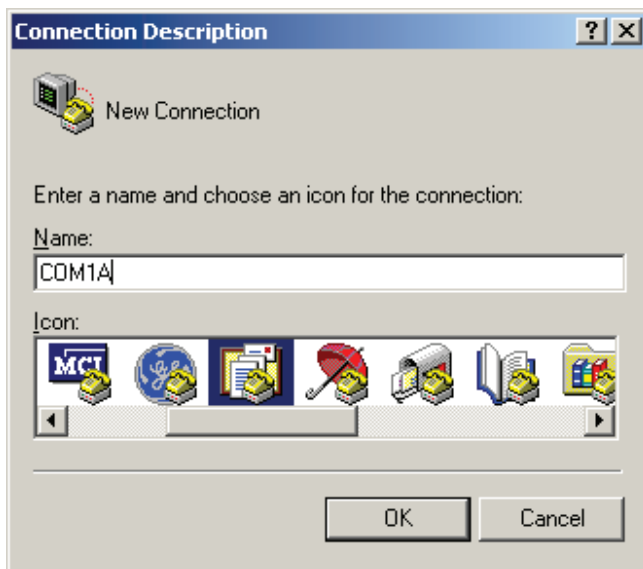 Connection Description
New Connection
Enter a name and choose an icon for the connection:
Name:
COM1A
Icon:
MCI
OK Cancel